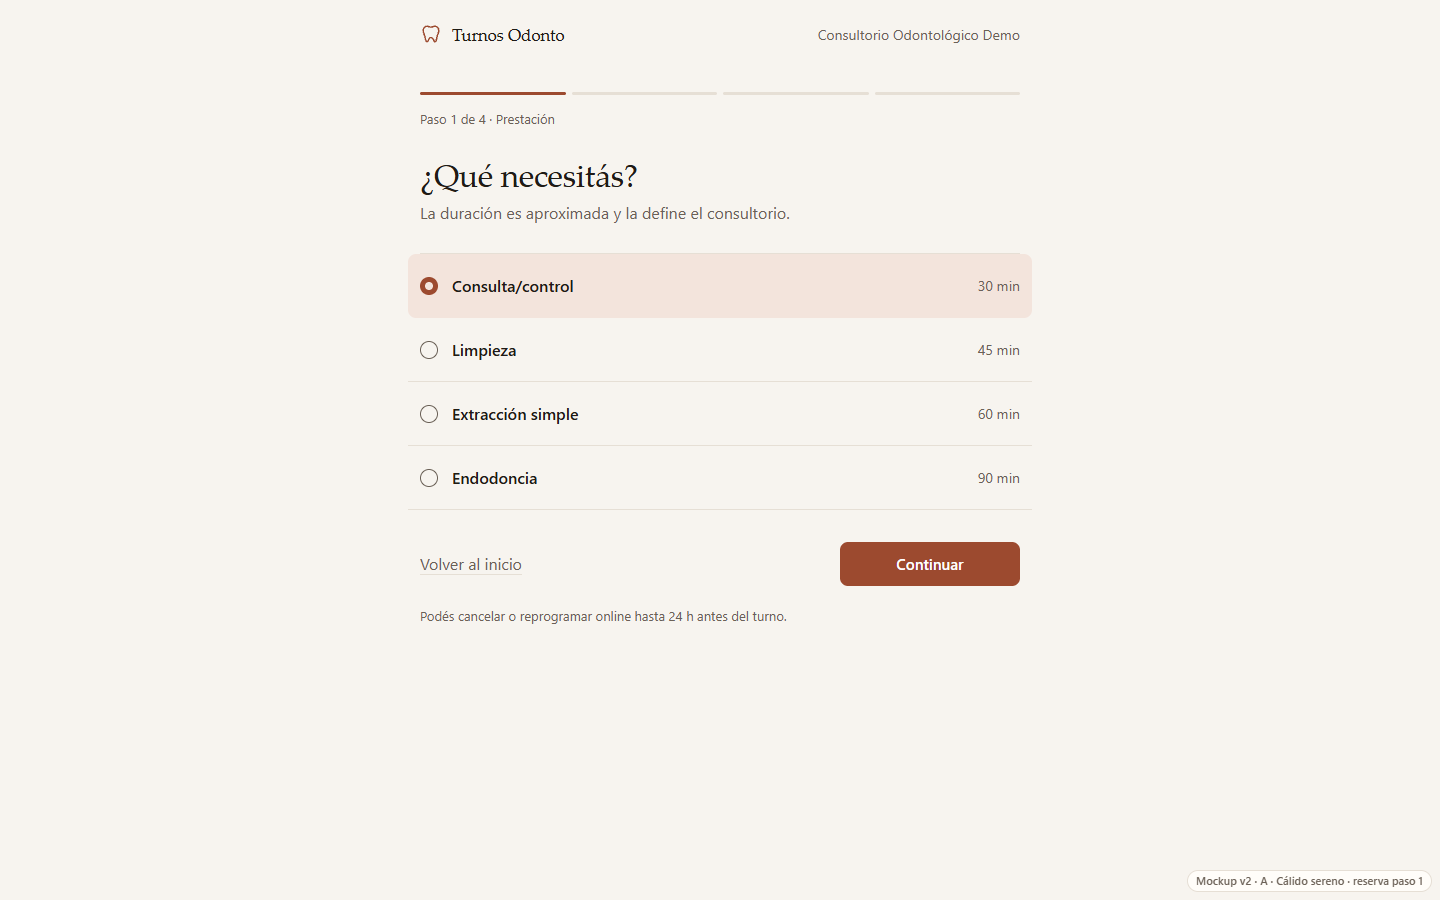 Turnos Odonto
Consultorio Odontológico Demo
Paso 1 de 4 · Prestación
¿Qué necesitás?
La duración es aproximada y la define el consultorio.
Consulta/control 30 min
Limpieza 45 min
Extracción simple 60 min
Endodoncia 90 min
Volver al inicio
Continuar
Podés cancelar o reprogramar online hasta 24 h antes del turno.
Mockup v2 · A · Cálido sereno · reserva paso 1